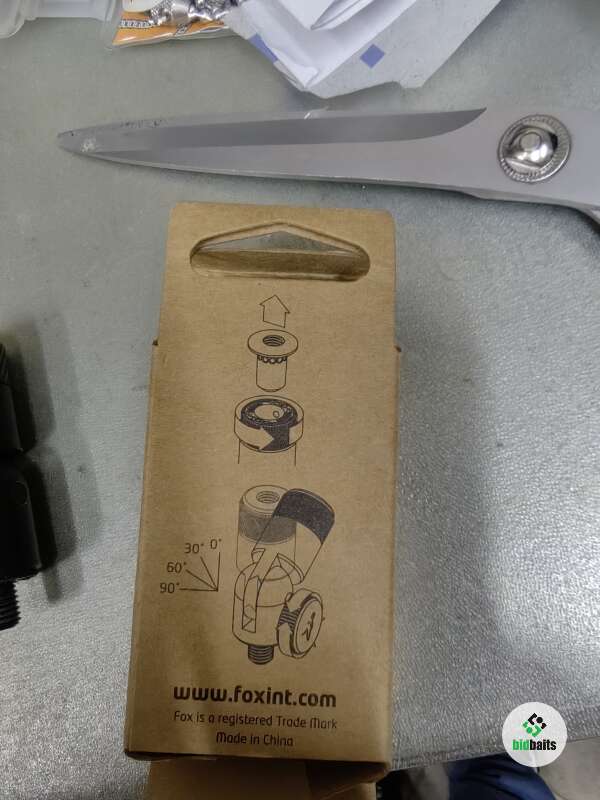 30° 0°
60°
90°
www.foxint.com
Fox is a registered Trade Mark
Made in China
bidbaits